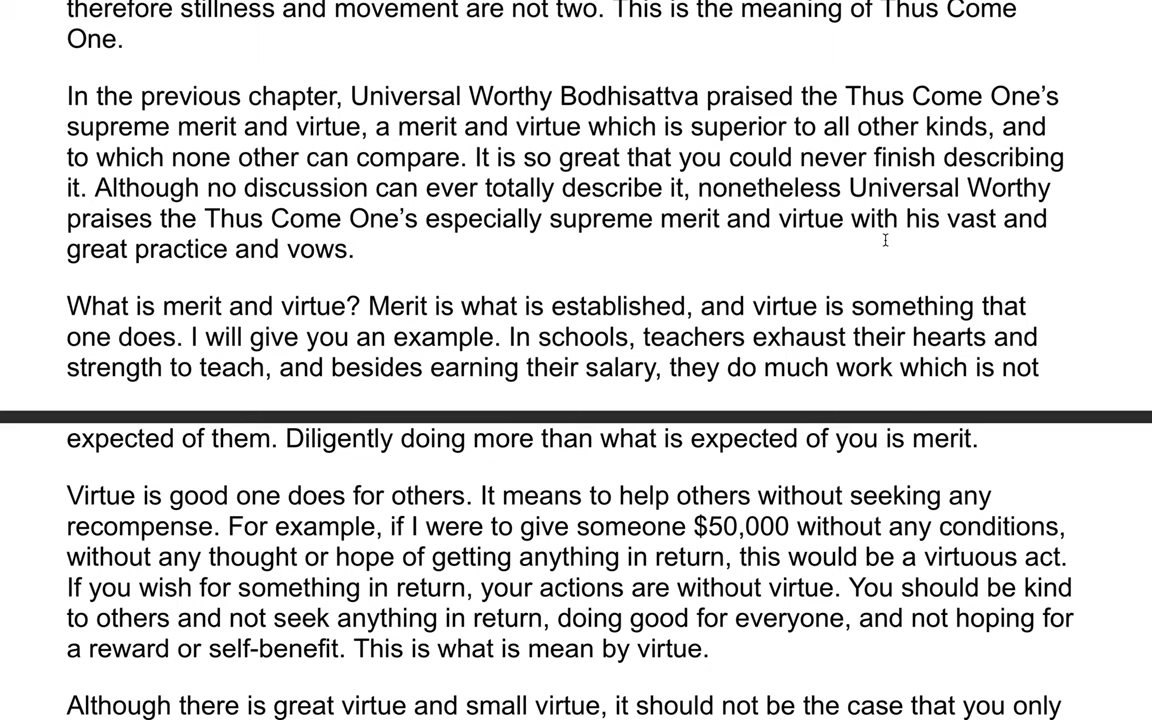 therefore stillness and movement are not two. This is the meaning of Thus Come
One.
In the previous chapter, Universal Worthy Bodhisattva praised the Thus Come One’s
supreme merit and virtue, a merit and virtue which is superior to all other kinds, and
to which none other can compare. It is so great that you could never finish describing
it. Although no discussion can ever totally describe it, nonetheless Universal Worthy
praises the Thus Come One’s especially supreme merit and virtue with his vast and
great practice and vows.
What is merit and virtue? Merit is what is established, and virtue is something that
one does. I will give you an example. In schools, teachers exhaust their hearts and
strength to teach, and besides earning their salary, they do much work which is not
expected of them. Diligently doing more than what is expected of you is merit.
Virtue is good one does for others. It means to help others without seeking any
recompense. For example, if I were to give someone $50,000 without any conditions,
without any thought or hope of getting anything in return, this would be a virtuous act.
If you wish for something in return, your actions are without virtue. You should be kind
to others and not seek anything in return, doing good for everyone, and not hoping for
a reward or self-benefit. This is what is mean by virtue.
Although there is great virtue and small virtue, it should not be the case that you only